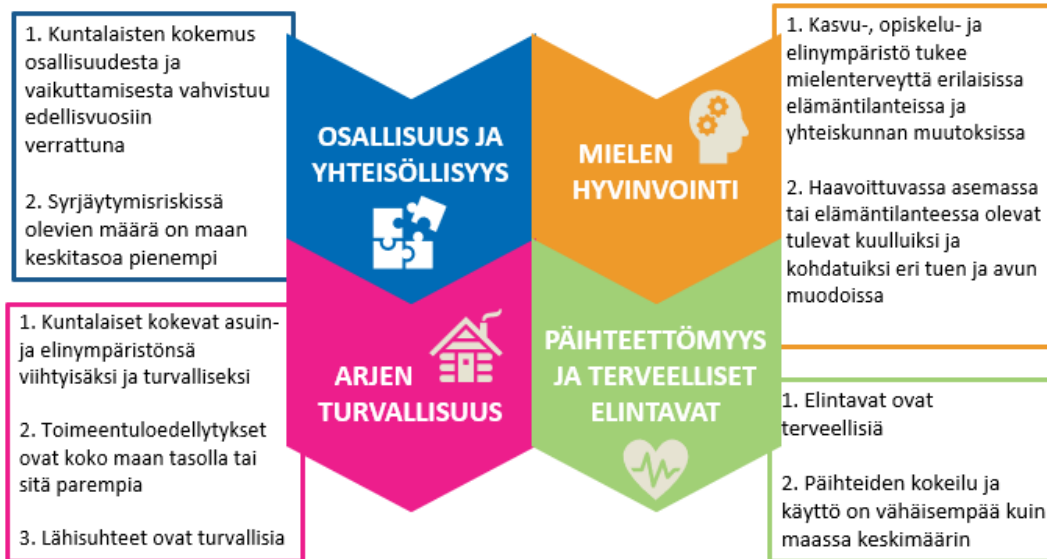 1. Kuntalaisten kokemus
osallisuudesta ja
vaikuttamisesta vahvistuu
edellisvuosiin
verrattuna
2. Syrjäytymisriskissä
olevien määrä on maan
keskitasoa pienempi
OSALLISUUS JA
YHTEISÖLLISYYS
MIELEN
HYVINVOINTI
1. Kasvu-, opiskelu- ja
elinympäristö tukee
mielenterveyttä erilaisissa
elämäntilanteissa ja
yhteiskunnan muutoksissa
2. Haavoittuvassa asemassa
tai elämäntilanteessa olevat
tulevat kuulluiksi ja
kohdatuiksi eri tuen ja avun
muodoissa
1. Kuntalaiset kokevat asuin-
ja elinympäristönsä
viihtyisäksi ja turvalliseksi
2. Toimeentuloedellytykset
ovat koko maan tasolla tai
sitä parempia
3. Lähisuhteet ovat turvallisia
ARJEN
TURVALLISUUS
PÄIHTEETTÖMYYS
JA TERVEELLISET
ELINTAVAT
1. Elintavat ovat
terveellisiä
2. Päihteiden kokeilu ja
käyttö on vähäisempää kuin
maassa keskimäärin